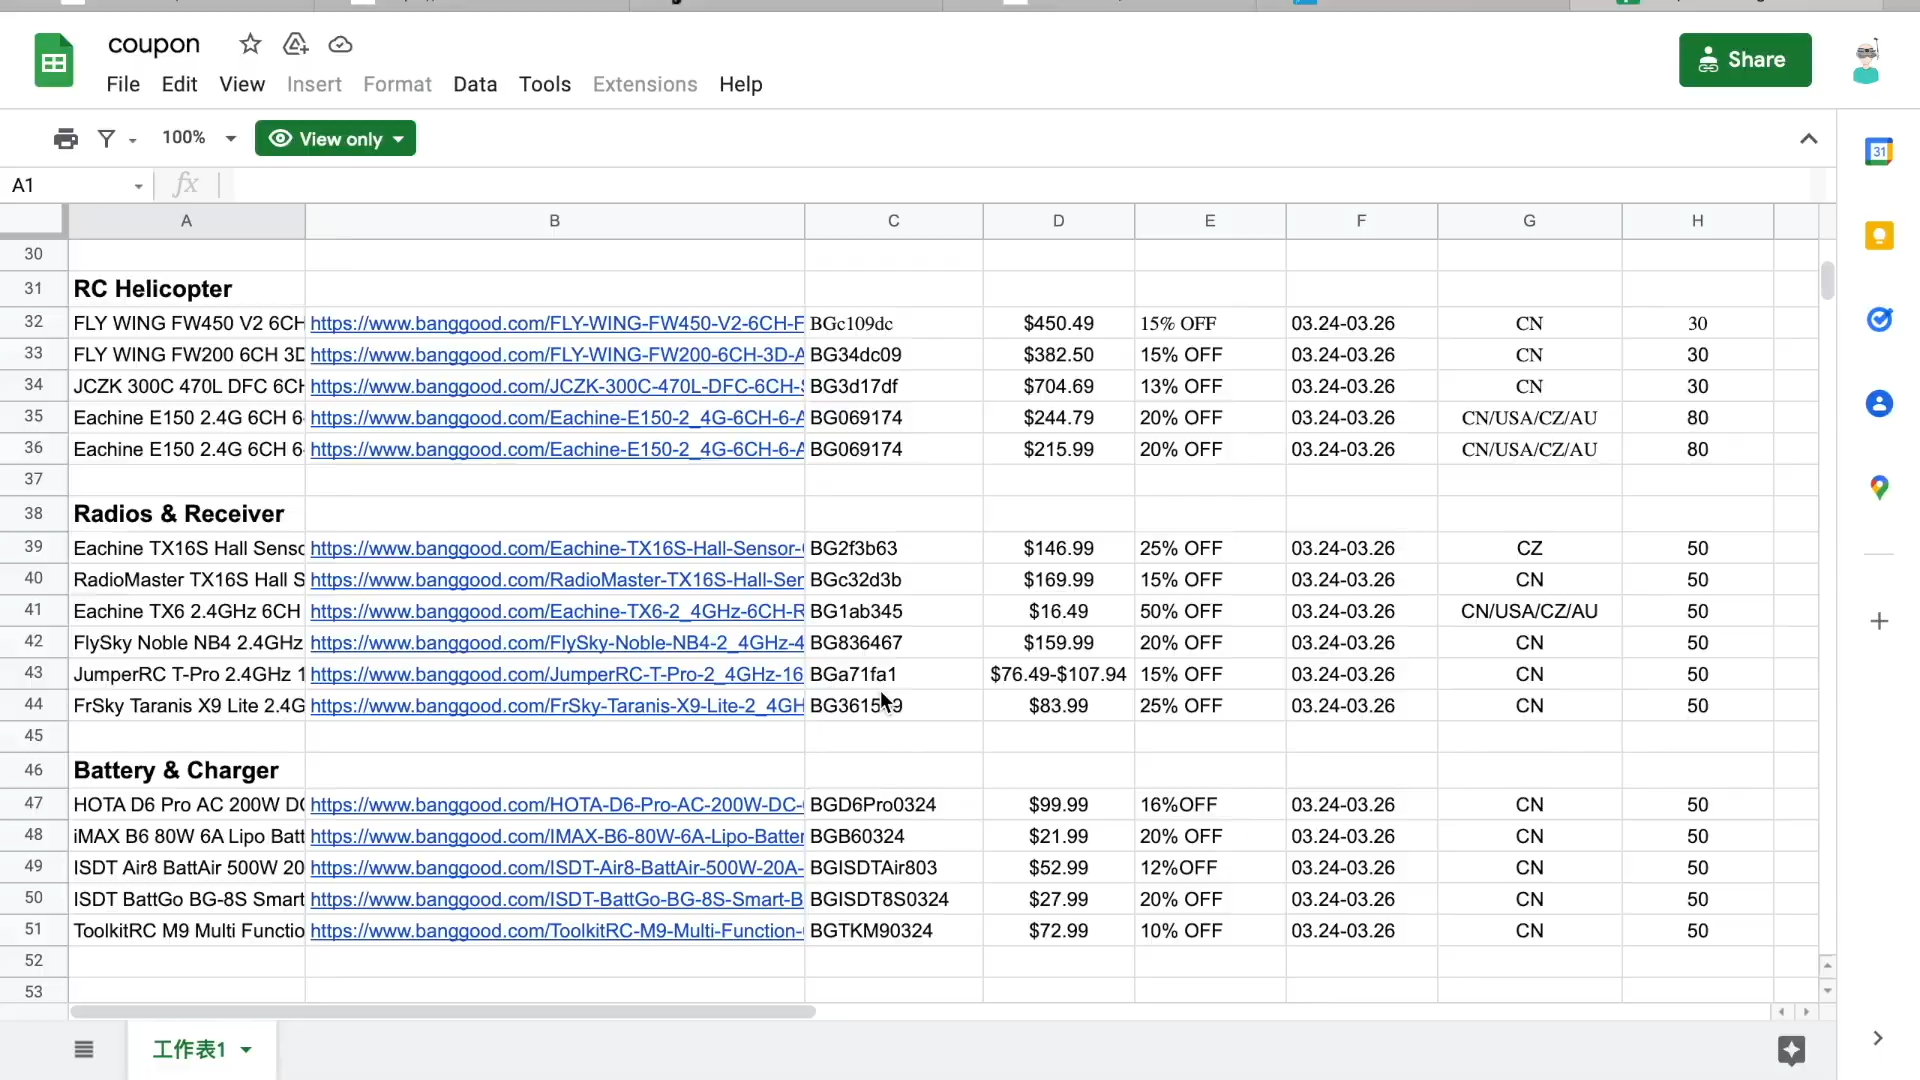 coupon
File Edit View Insert Format Data Tools Extensions Help
Share
100% View only
31
A1 fx
A B C D E F G H
30
31 RC Helicopter
32 FLY WING FW450 V2 6CH https://www.banggood.com/FLY-WING-FW450-V2-6CH-F BGc109dc $450.49 15% OFF 03.24-03.26 CN 30
33 FLY WING FW200 6CH 3D https://www.banggood.com/FLY-WING-FW200-6CH-3D-A BG34dc09 $382.50 15% OFF 03.24-03.26 CN 30
34 JCZK 300C 470L DFC 6CH https://www.banggood.com/JCZK-300C-470L-DFC-6CH-S BG3d17df $704.69 13% OFF 03.24-03.26 CN 30
35 Eachine E150 2.4G 6CH 6- https://www.banggood.com/Eachine-E150-2_4G-6CH-6-A BG069174 $244.79 20% OFF 03.24-03.26 CN/USA/CZ/AU 80
36 Eachine E150 2.4G 6CH 6- https://www.banggood.com/Eachine-E150-2_4G-6CH-6-A BG069174 $215.99 20% OFF 03.24-03.26 CN/USA/CZ/AU 80
37
38 Radios & Receiver
39 Eachine TX16S Hall Senso https://www.banggood.com/Eachine-TX16S-Hall-Sensor- BG2f3b63 $146.99 25% OFF 03.24-03.26 CZ 50
40 RadioMaster TX16S Hall S https://www.banggood.com/RadioMaster-TX16S-Hall-Sen BGc32d3b $169.99 15% OFF 03.24-03.26 CN 50
41 Eachine TX6 2.4GHz 6CH https://www.banggood.com/Eachine-TX6-2_4GHz-6CH-R BG1ab345 $16.49 50% OFF 03.24-03.26 CN/USA/CZ/AU 50
42 FlySky Noble NB4 2.4GHz https://www.banggood.com/FlySky-Noble-NB4-2_4GHz-4 BG836467 $159.99 20% OFF 03.24-03.26 CN 50
43 JumperRC T-Pro 2.4GHz 1 https://www.banggood.com/JumperRC-T-Pro-2_4GHz-16 BGa71fa1 $76.49-$107.94 15% OFF 03.24-03.26 CN 50
44 FrSky Taranis X9 Lite 2.4G https://www.banggood.com/FrSky-Taranis-X9-Lite-2_4GH $83.99 25% OFF 03.24-03.26 CN 50
45
46 Battery & Charger
47 HOTA D6 Pro AC 200W DC https://www.banggood.com/HOTA-D6-Pro-AC-200W-DC- BGD6Pro0324 $99.99 16%OFF 03.24-03.26 CN 50
48 iMAX B6 80W 6A Lipo Batt https://www.banggood.com/IMAX-B6-80W-6A-Lipo-Batter BGB60324 $21.99 20% OFF 03.24-03.26 CN 50
49 ISDT Air8 BattAir 500W 20 https://www.banggood.com/ISDT-Air8-BattAir-500W-20A- BGISDTAir803 $52.99 12%OFF 03.24-03.26 CN 50
50 ISDT BattGo BG-8S Smart https://www.banggood.com/ISDT-BattGo-BG-8S-Smart-B BGISDT8S0324 $27.99 20% OFF 03.24-03.26 CN 50
51 ToolkitRC M9 Multi Functio https://www.banggood.com/ToolkitRC-M9-Multi-Function- BGTKM90324 $72.99 10% OFF 03.24-03.26 CN 50
52
53
工作表1